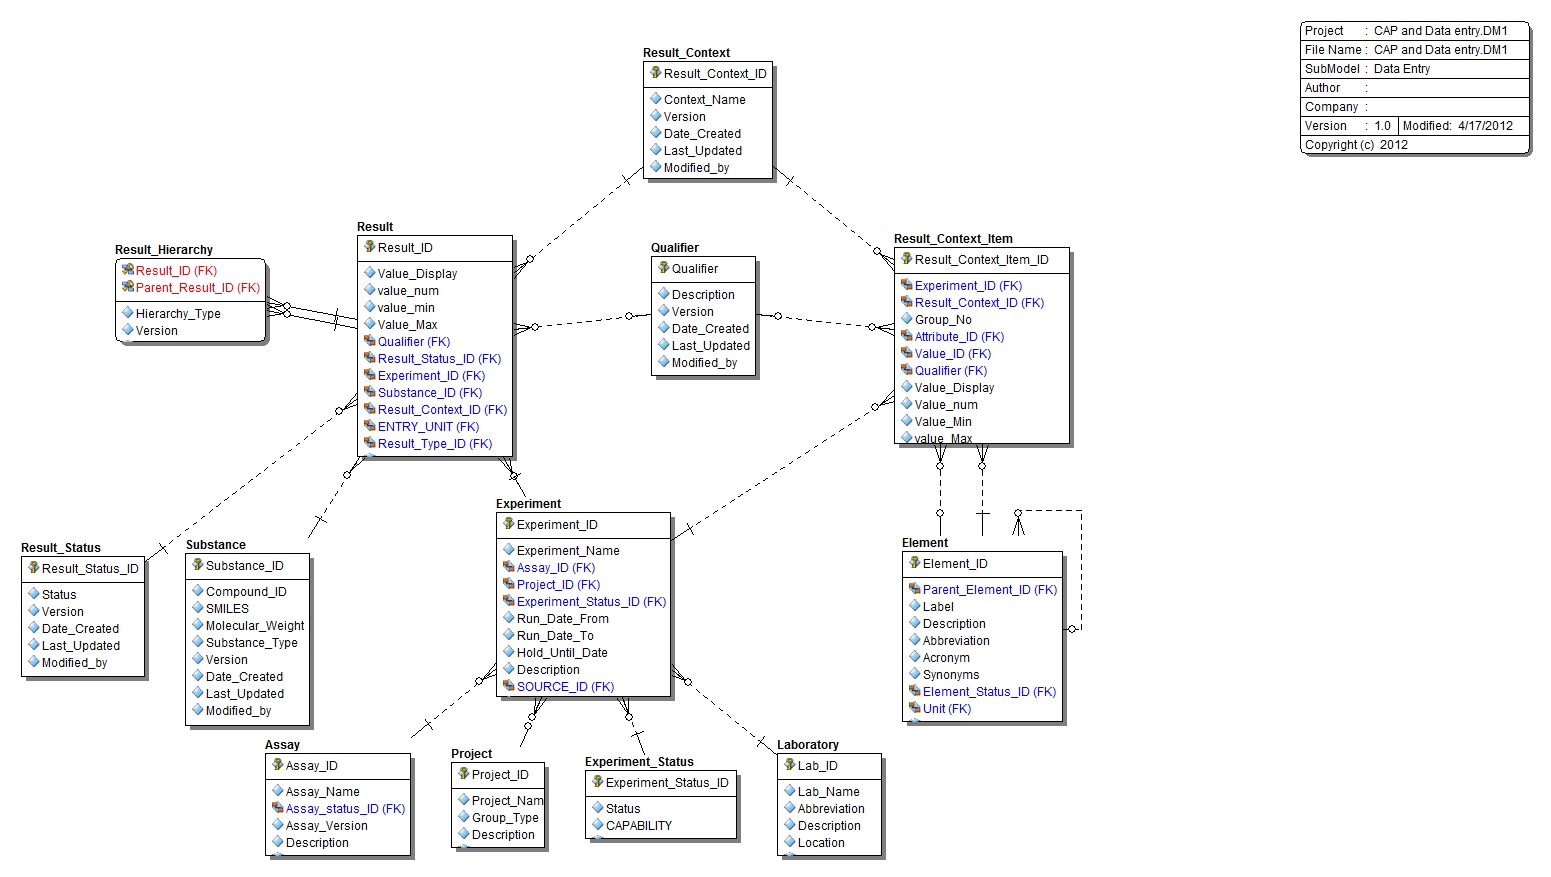 Project : CAP and Data entry.DM1
File Name : CAP and Data entry.DM1
SubModel : Data Entry
Author :
Company :
Version : 1.0 Modified: 4/17/2012
Copyright (c) 2012
Result_Context
Result_Context_ID
Context_Name
Version
Date_Created
Last_Updated
Modified_by
Result_Hierarchy
Result_ID (FK)
Parent_Result_ID (FK)
Hierarchy_Type
Version
Result
Result_ID
Value_Display
value_num
value_min
Value_Max
Qualifier (FK)
Result_Status_ID (FK)
Experiment_ID (FK)
Substance_ID (FK)
Result_Context_ID (FK)
ENTRY_UNIT (FK)
Result_Type_ID (FK)
Qualifier
Qualifier
Description
Version
Date_Created
Last_Updated
Modified_by
Result_Context_Item
Result_Context_Item_ID
Experiment_ID (FK)
Result_Context_ID (FK)
Group_No
Attribute_ID (FK)
Value_ID (FK)
Qualifier (FK)
Value_Display
Value_num
Value_Min
value_Max
Result_Status
Result_Status_ID
Status
Version
Date_Created
Last_Updated
Modified_by
Substance
Substance_ID
Compound_ID
SMILES
Molecular_Weight
Substance_Type
Version
Date_Created
Last_Updated
Modified_by
Experiment
Experiment_ID
Experiment_Name
Assay_ID (FK)
Project_ID (FK)
Experiment_Status_ID (FK)
Run_Date_From
Run_Date_To
Hold_Until_Date
Description
SOURCE_ID (FK)
Element
Element_ID
Parent_Element_ID (FK)
Label
Description
Abbreviation
Acronym
Synonyms
Element_Status_ID (FK)
Unit (FK)
Assay
Assay_ID
Assay_Name
Assay_status_ID (FK)
Assay_Version
Description
Project
Project_ID
Project_Nam
Group_Type
Description
Experiment_Status
Experiment_Status_ID
Status
CAPABILITY
Laboratory
Lab_ID
Lab_Name
Abbreviation
Description
Location